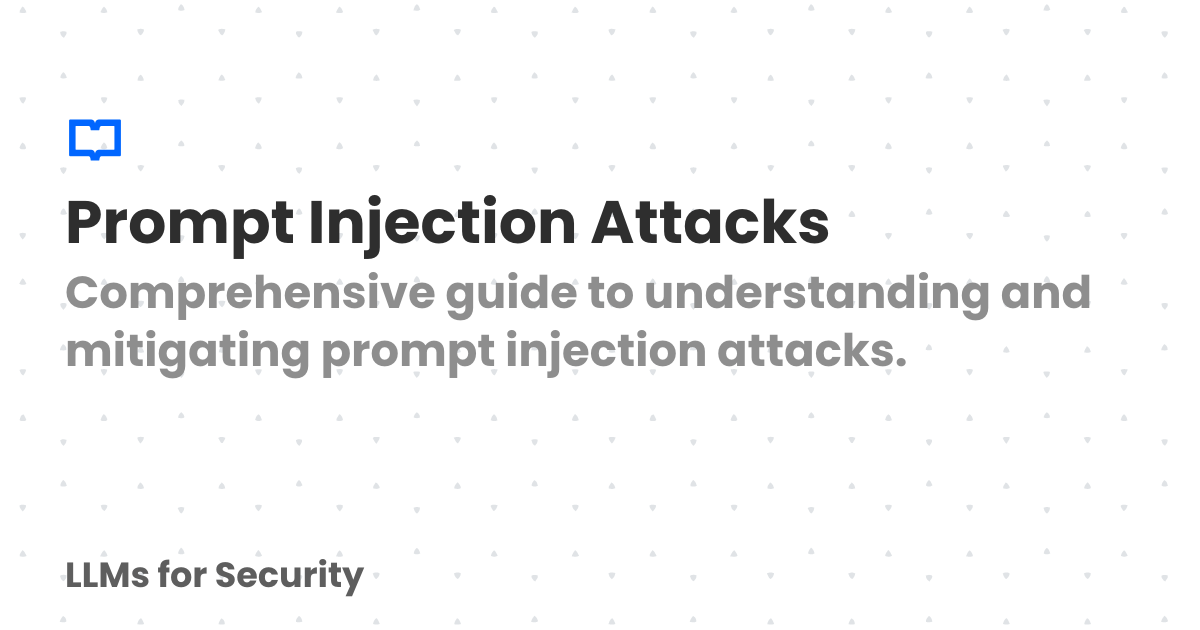 Prompt Injection Attacks
Comprehensive guide to understanding and
mitigating prompt injection attacks.
LLMs for Security